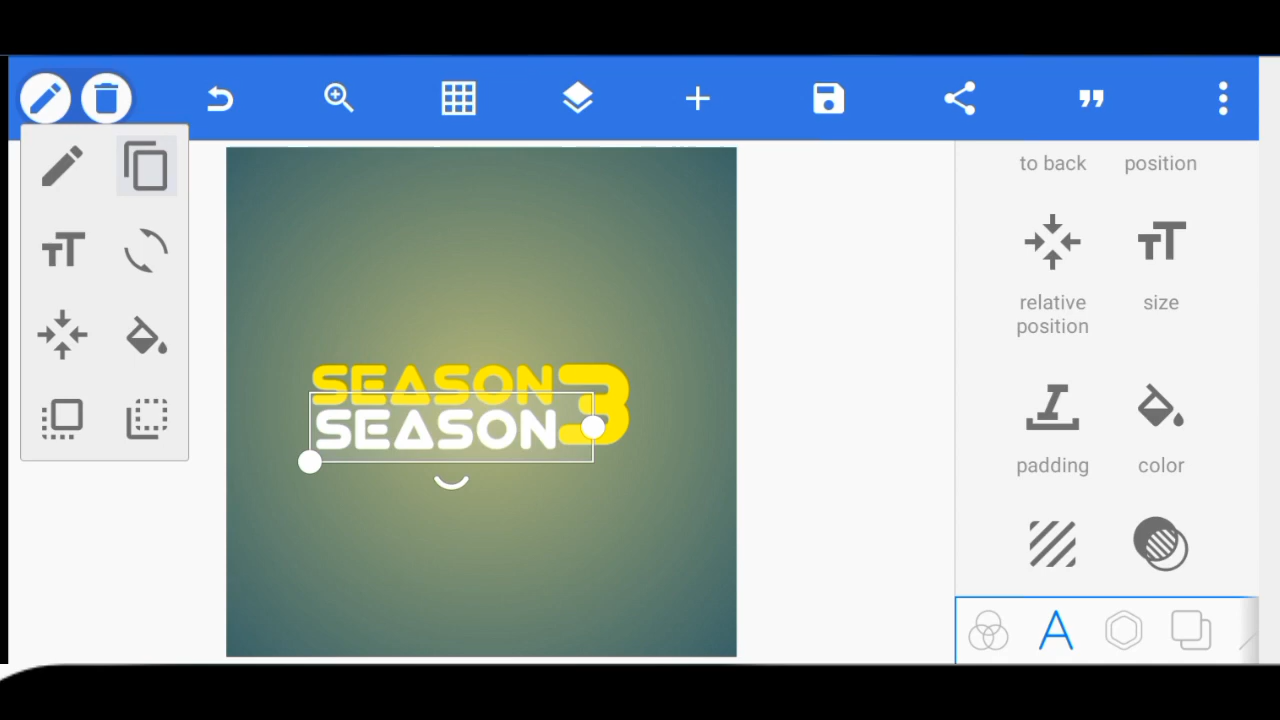 to back
position
relative
position
size
padding
color
SEASON 3
SEASON